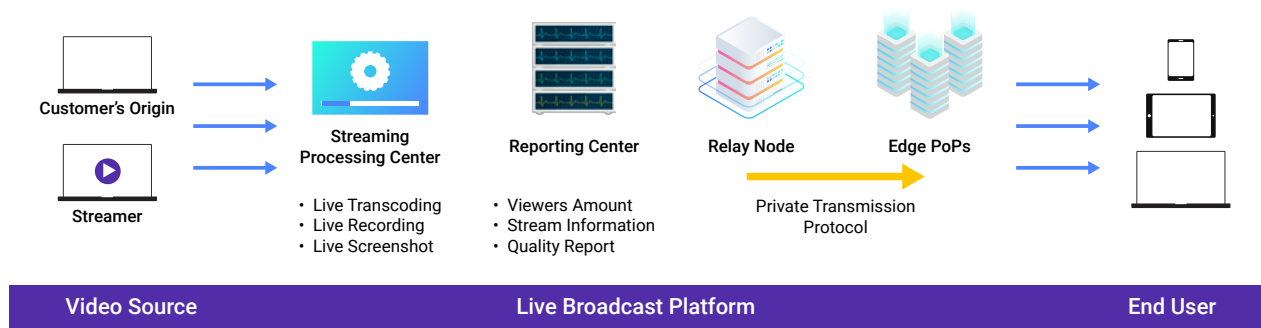 Customer's Origin
Streamer
Streaming
Processing Center
• Live Transcoding
• Live Recording
• Live Screenshot
Reporting Center
• Viewers Amount
• Stream Information
• Quality Report
Relay Node
Edge PoPs
Private Transmission
Protocol
Video Source
Live Broadcast Platform
End User